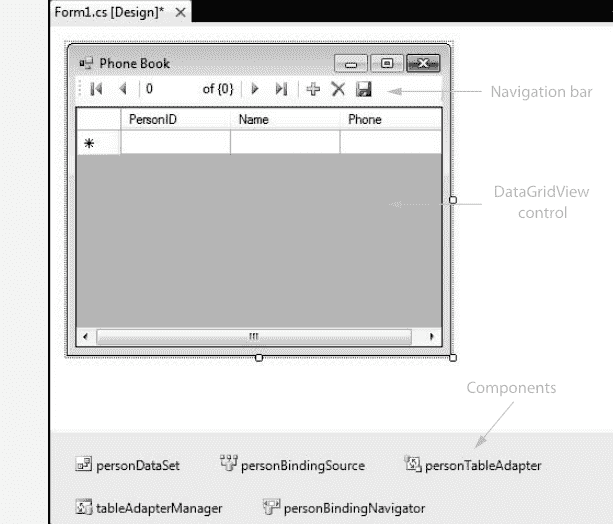 Form1.cs [Design]*
Phone Book
0 of {0}
Navigation bar
PersonID Name Phone
DataGridView
control
Components
personDataSet personBindingSource personTableAdapter
tableAdapterManager personBindingNavigator